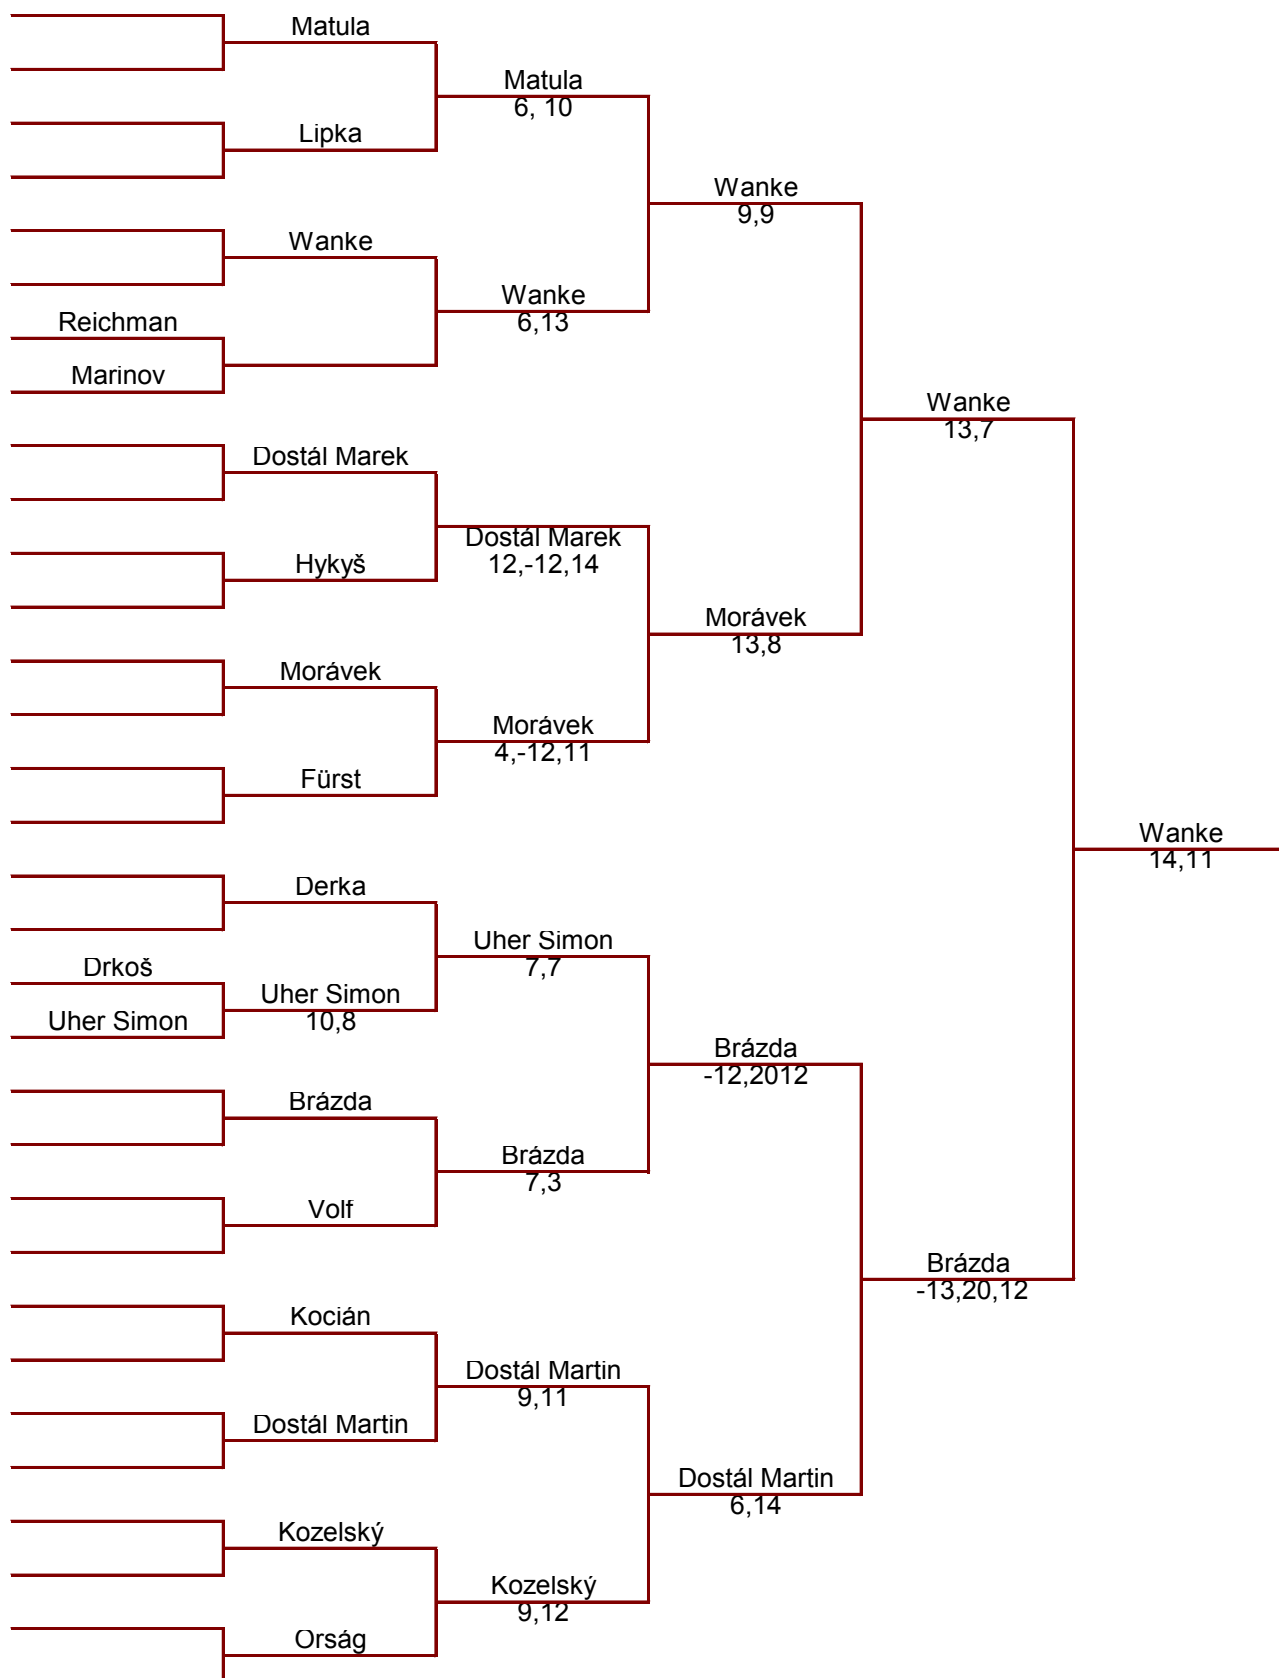 Matula
Matula
6, 10
Lipka
Wanke
9,9
Wanke
Wanke
6,13
Reichman
Marinov
Wanke
13,7
Dostál Marek
Dostál Marek
12,-12,14
Hykyš
Morávek
13,8
Morávek
Morávek
4,-12,11
Fürst
Wanke
14,11
Derka
Uher Simon
7,7
Drkoš
Uher Simon
10,8
Uher Simon
Brázda
-12,2012
Brázda
Brázda
7,3
Volf
Brázda
-13,20,12
Kocián
Dostál Martin
9,11
Dostál Martin
Dostál Martin
6,14
Kozelský
Kozelský
9,12
Orság